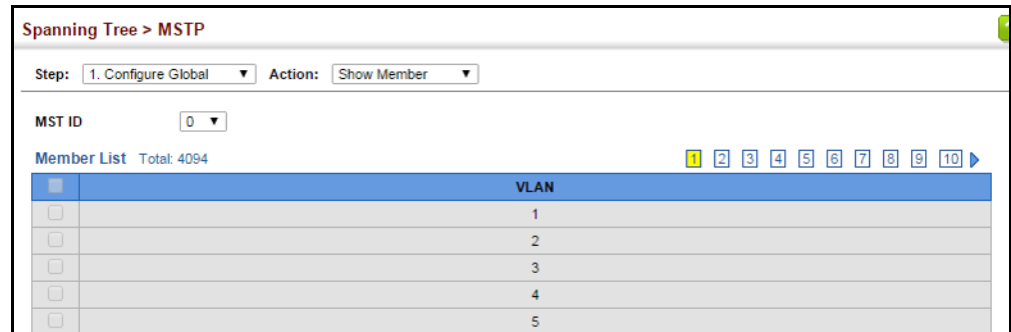 Spanning Tree > MSTP
Step: 1. Configure Global Action: Show Member
MST ID 0
Member List Total: 4094 1 2 3 4 5 6 7 8 9 10
VLAN
1
2
3
4
5